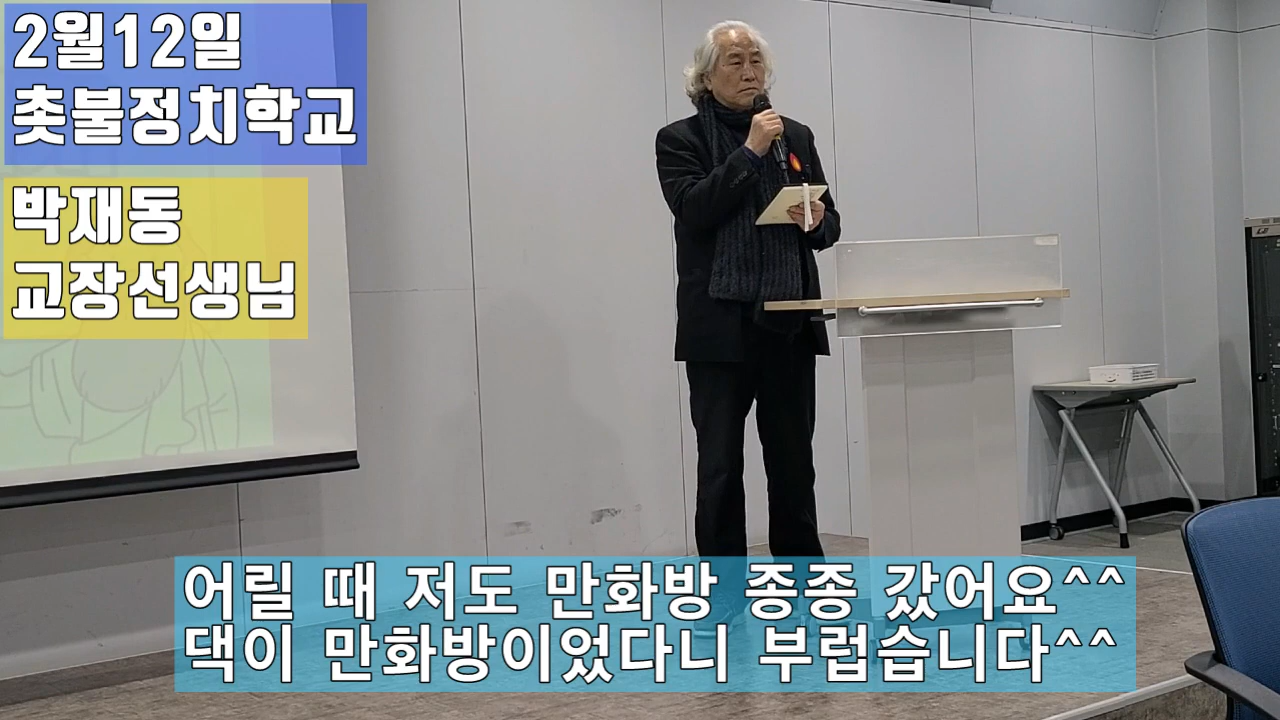 2월12일
촛불정치학교
박재동
교장선생님
어릴 때 저도 만화방 종종 갔어요^^
댁이 만화방이었다니 부럽습니다^^